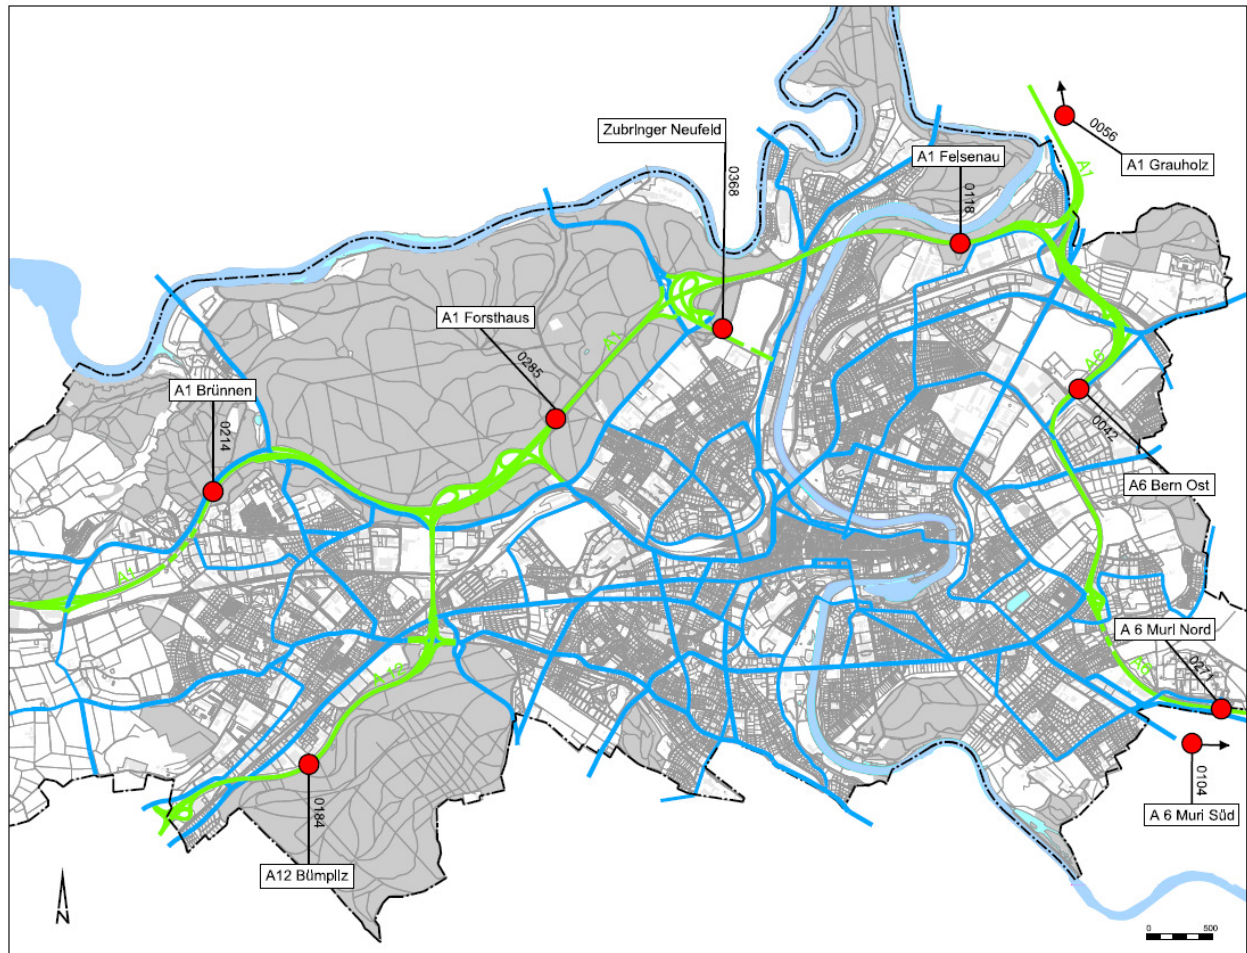 0056
A1 Grauholz
Zubringer Neufeld
0368
A1 Felsenau
0118
A1
A1 Forsthaus
0285
A1
A1 Brünnen
0214
A6
0042
A6 Bern Ost
A1
A 6 Muri Nord
0271
A6
A 12
0184
A12 Bümpliz
0104
A 6 Muri Süd
N
0 500